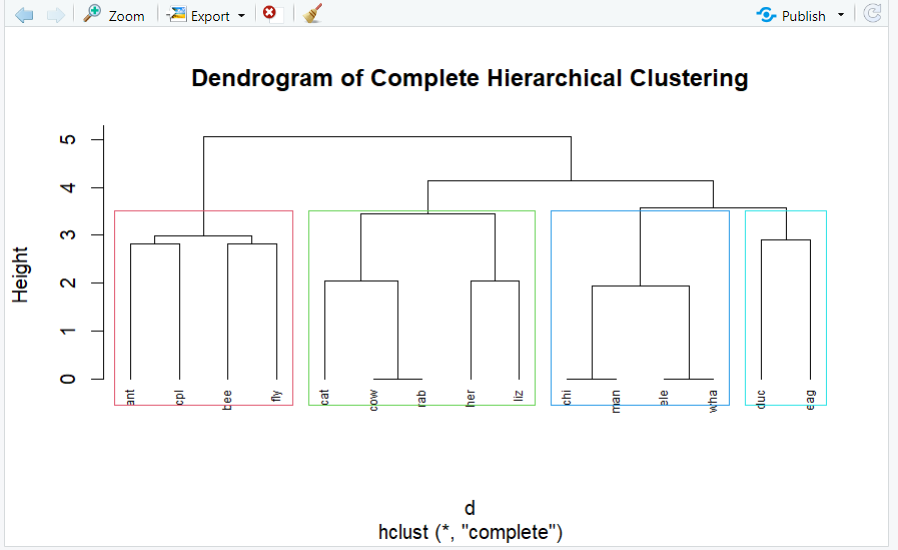 Zoom Export Publish
Dendrogram of Complete Hierarchical Clustering
Height
5
4
3
2
1
0
ant cpl bee fly cat cow rab her liz chi man ele wha duc eag
d
hclust (*, "complete")